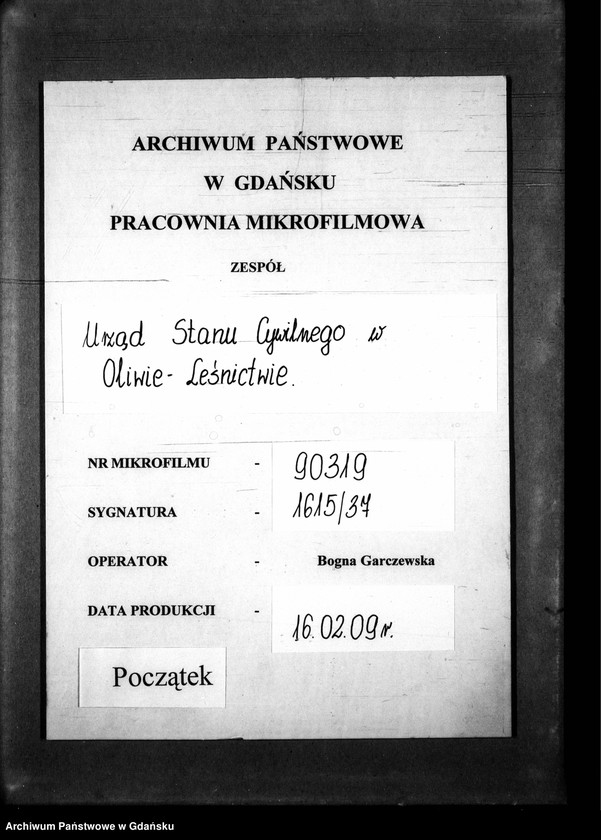 ARCHIWUM PAŃSTWOWE
W GDAŃSKU
PRACOWNIA MIKROFILMOWA
ZESPÓŁ
Urząd Stanu Cywilnego w
Oliwie- Leśnictwie.
NR MIKROFILMU - 90319
SYGNATURA - 1615/37
OPERATOR - Bogna Garczewska
DATA PRODUKCJI - 16.02.09r.
Początek
Archiwum Państwowe w Gdańsku